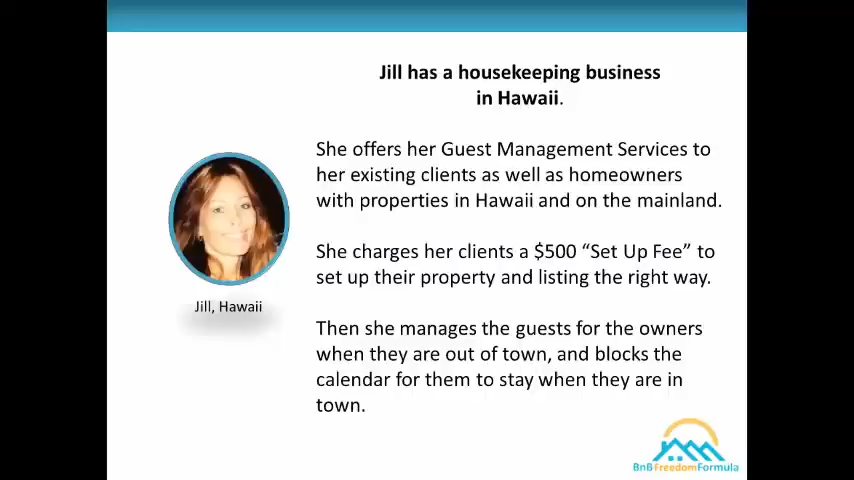 Jill has a housekeeping business
in Hawaii.
She offers her Guest Management Services to
her existing clients as well as homeowners
with properties in Hawaii and on the mainland.
She charges her clients a $500 “Set Up Fee” to
set up their property and listing the right way.
Then she manages the guests for the owners
when they are out of town, and blocks the
calendar for them to stay when they are in
town.
Jill, Hawaii
BnBFreedomFormula